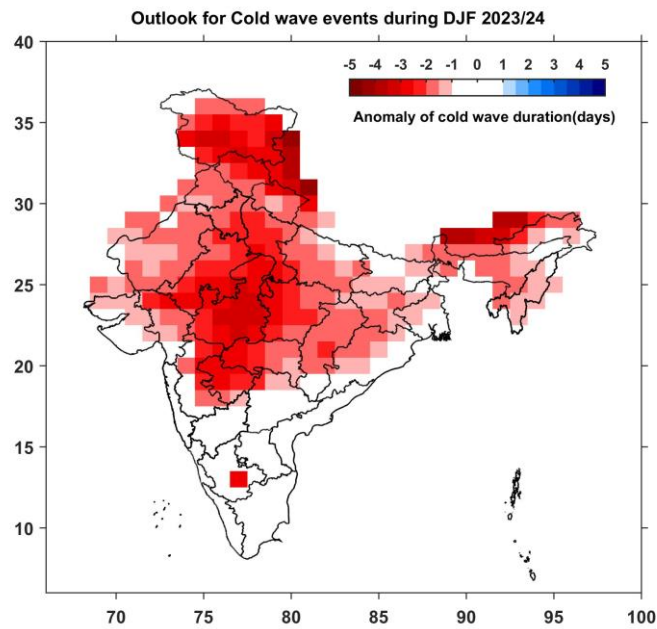 Outlook for Cold wave events during DJF 2023/24
40
-5 -4 -3 -2 -1 0 1 2 3 4 5
Anomaly of cold wave duration(days)
35
30
25
20
15
10
70 75 80 85 90 95 100